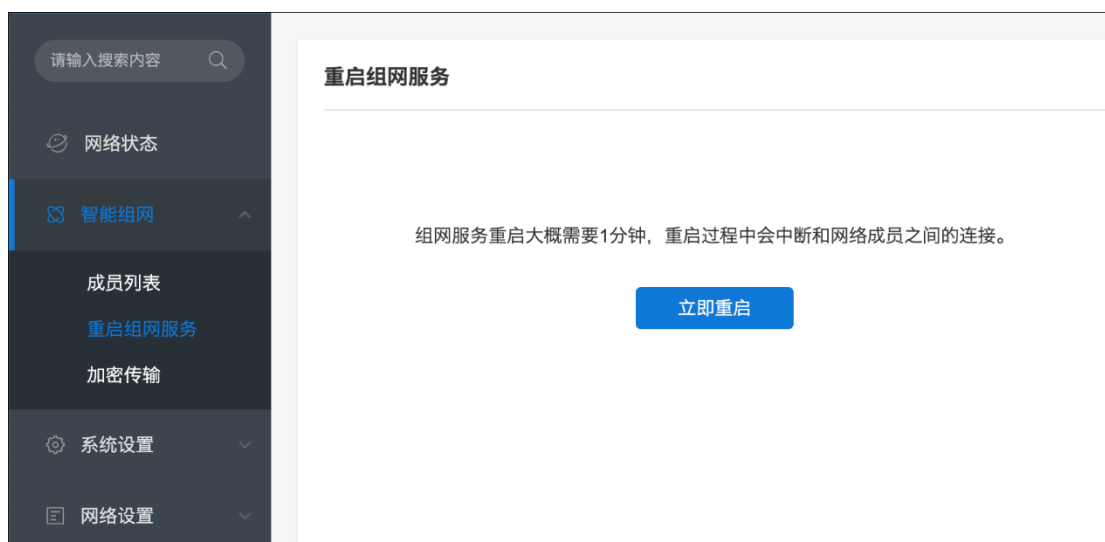 请输入搜索内容
网络状态
智能组网
成员列表
重启组网服务
加密传输
系统设置
网络设置
重启组网服务
组网服务重启大概需要1分钟，重启过程中会中断和网络成员之间的连接。
立即重启